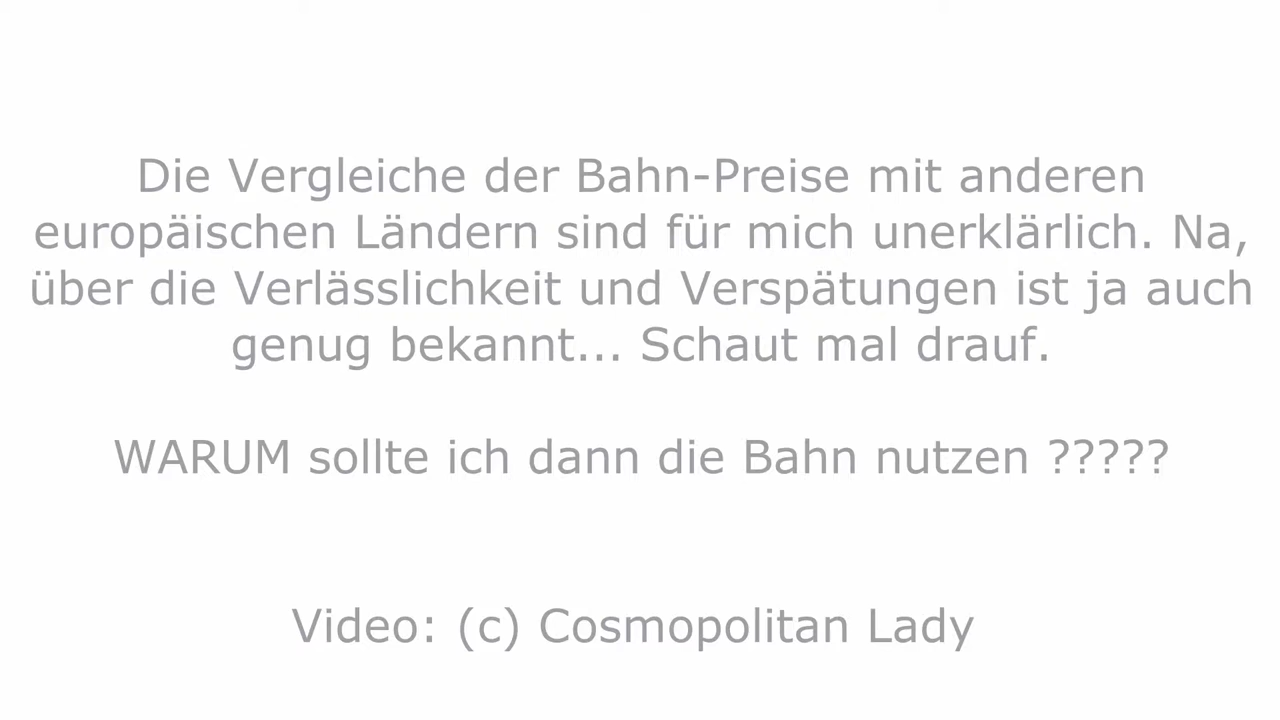 Die Vergleiche der Bahn-Preise mit anderen
europäischen Ländern sind für mich unerklärlich. Na,
über die Verlässlichkeit und Verspätungen ist ja auch
genug bekannt... Schaut mal drauf.
WARUM sollte ich dann die Bahn nutzen ?????
Video: (c) Cosmopolitan Lady